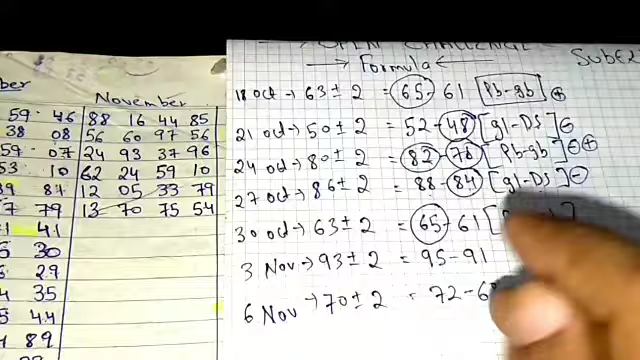 OPEN CHALLENGE
→ Formula ←
18 oct → 63 ± 2 = 65 - 61 [Pb-gb] +
21 oct → 50 ± 2 = 52 - 48 [gl-DS] -
24 oct → 80 ± 2 = 82 - 78 [Pb-gb] - +
27 oct → 86 ± 2 = 88 - 84 [gl-DS] -
30 oct → 63 ± 2 = 65 - 61
3 Nov → 93 ± 2 = 95 - 91
6 Nov → 70 ± 2 = 72 -
November
59 46 88 16 44 85
38 08 56 60 97 56
59 07 24 93 37 96
53 10 62 24 59 10
12 05 33 79
79 13 70 75 54
41
30
29
35
44
89